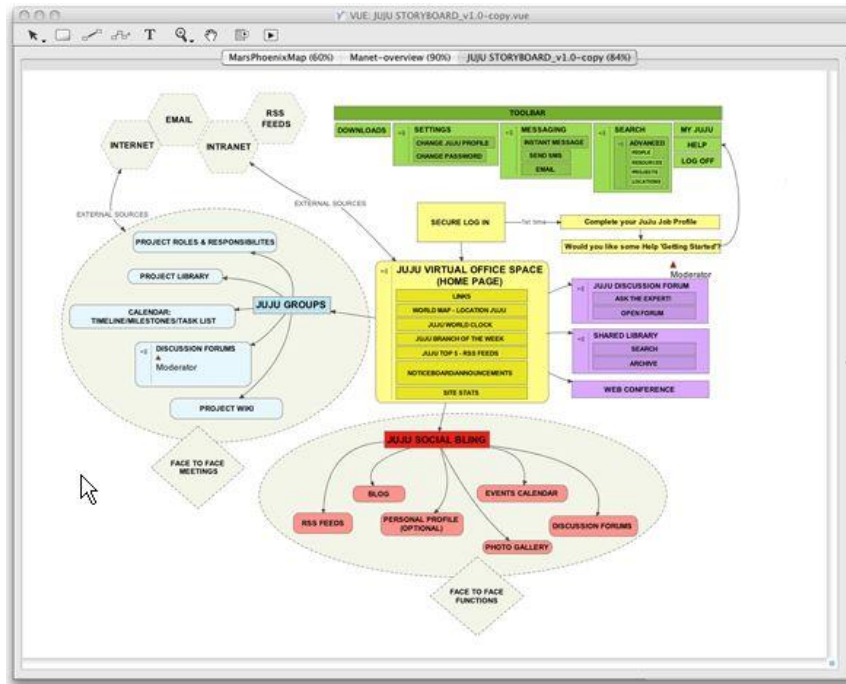 VUE: JUJU STORYBOARD_v1.0-copy.vue
T
MarsPhoenixMap (60%)
Manet-overview (90%)
JUJU STORYBOARD_v1.0-copy (84%)
INTERNET
EMAIL
INTRANET
RSS
FEEDS
TOOLBAR
DOWNLOADS
SETTINGS
CHANGE JUJU PROFILE
CHANGE PASSWORD
MESSAGING
INSTANT MESSAGE
SEND SMS
EMAIL
SEARCH
ADVANCED
PEOPLE
RESOURCES
PROJECTS
LOCATIONS
MY JUJU
HELP
LOG OFF
EXTERNAL SOURCES
EXTERNAL SOURCES
SECURE LOG IN
1st time
Complete your JuJu Job Profile
Would you like some Help 'Getting Started'?
PROJECT ROLES & RESPONSIBILITES
PROJECT LIBRARY
CALENDAR:
TIMELINE/MILESTONES/TASK LIST
JUJU GROUPS
DISCUSSION FORUMS
Moderator
PROJECT WIKI
FACE TO FACE
MEETINGS
JUJU VIRTUAL OFFICE SPACE
(HOME PAGE)
LINKS
WORLD MAP - LOCATION JUJU
JUJU WORLD CLOCK
JUJU BRANCH OF THE WEEK
JUJU TOP 5 - RSS FEEDS
NOTICEBOARD/ANNOUNCEMENTS
SITE STATS
Moderator
JUJU DISCUSSION FORUM
ASK THE EXPERT!
OPEN FORUM
SHARED LIBRARY
SEARCH
ARCHIVE
WEB CONFERENCE
JUJU SOCIAL BLING
RSS FEEDS
BLOG
PERSONAL PROFILE
(OPTIONAL)
EVENTS CALENDAR
PHOTO GALLERY
DISCUSSION FORUMS
FACE TO FACE
FUNCTIONS